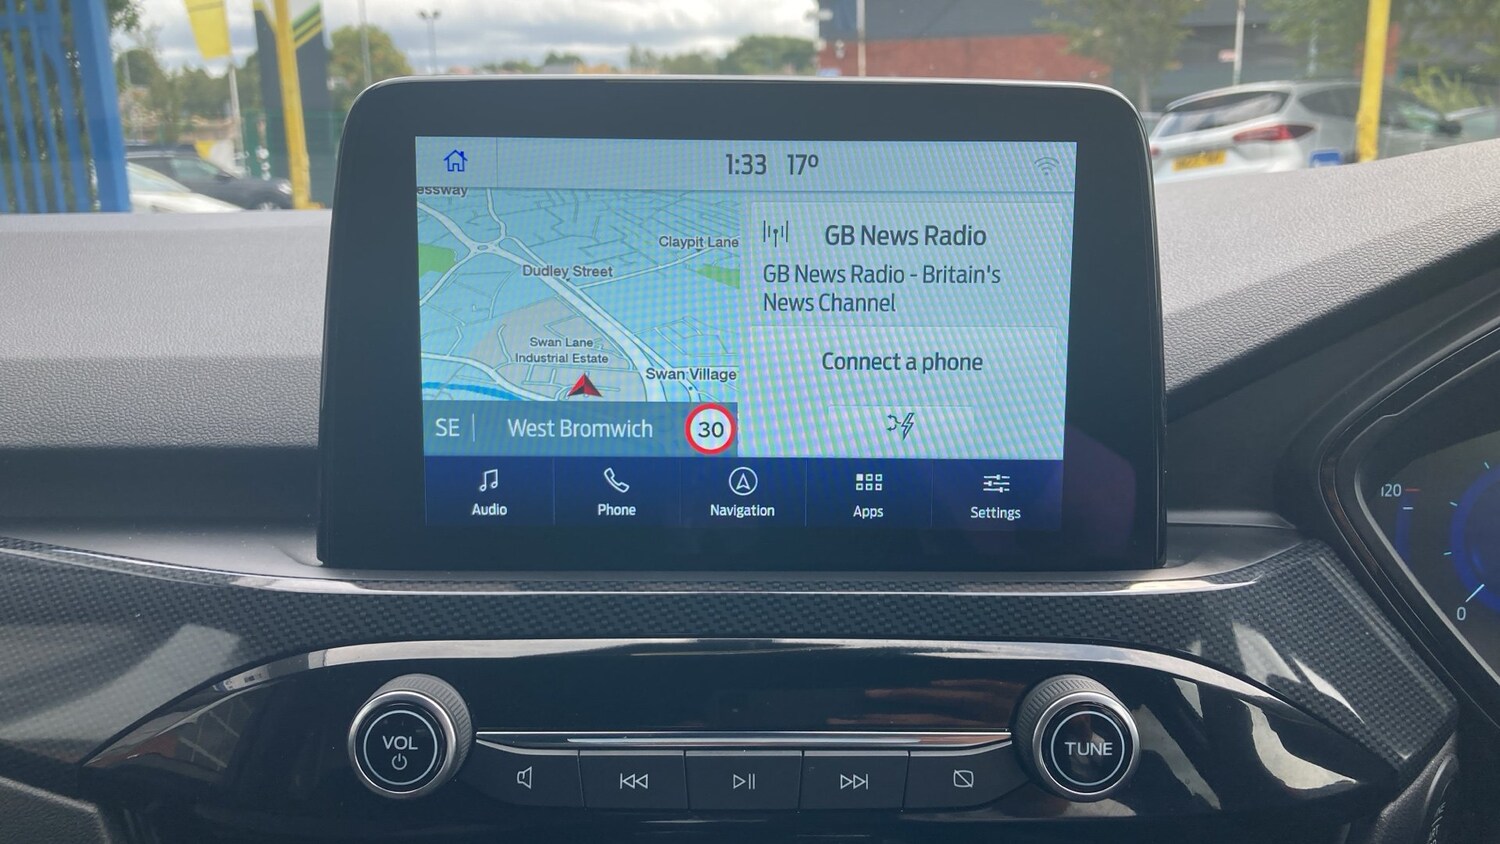 1:33 17°
essway
Claypit Lane
Dudley Street
Swan Lane
Industrial Estate
Swan Village
SE
West Bromwich
30
GB News Radio
GB News Radio - Britain's
News Channel
Connect a phone
Audio
Phone
Navigation
Apps
Settings
120
0
VOL
TUNE